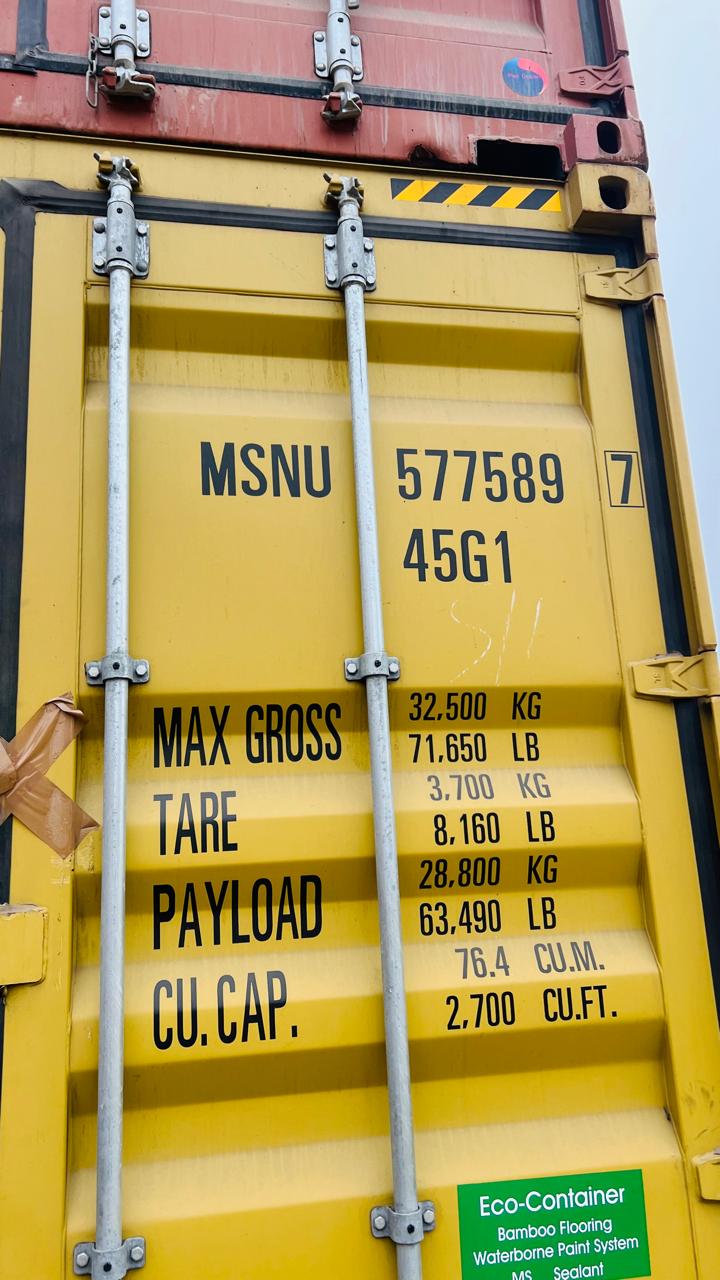 MSNU 577589 7
45G1
MAX GROSS 32,500 KG
71,650 LB
TARE 3,700 KG
8,160 LB
PAYLOAD 28,800 KG
63,490 LB
CU. CAP. 76.4 CU.M.
2,700 CU.FT.
Eco-Container
Bamboo Flooring
Waterborne Paint System
MS Sealant